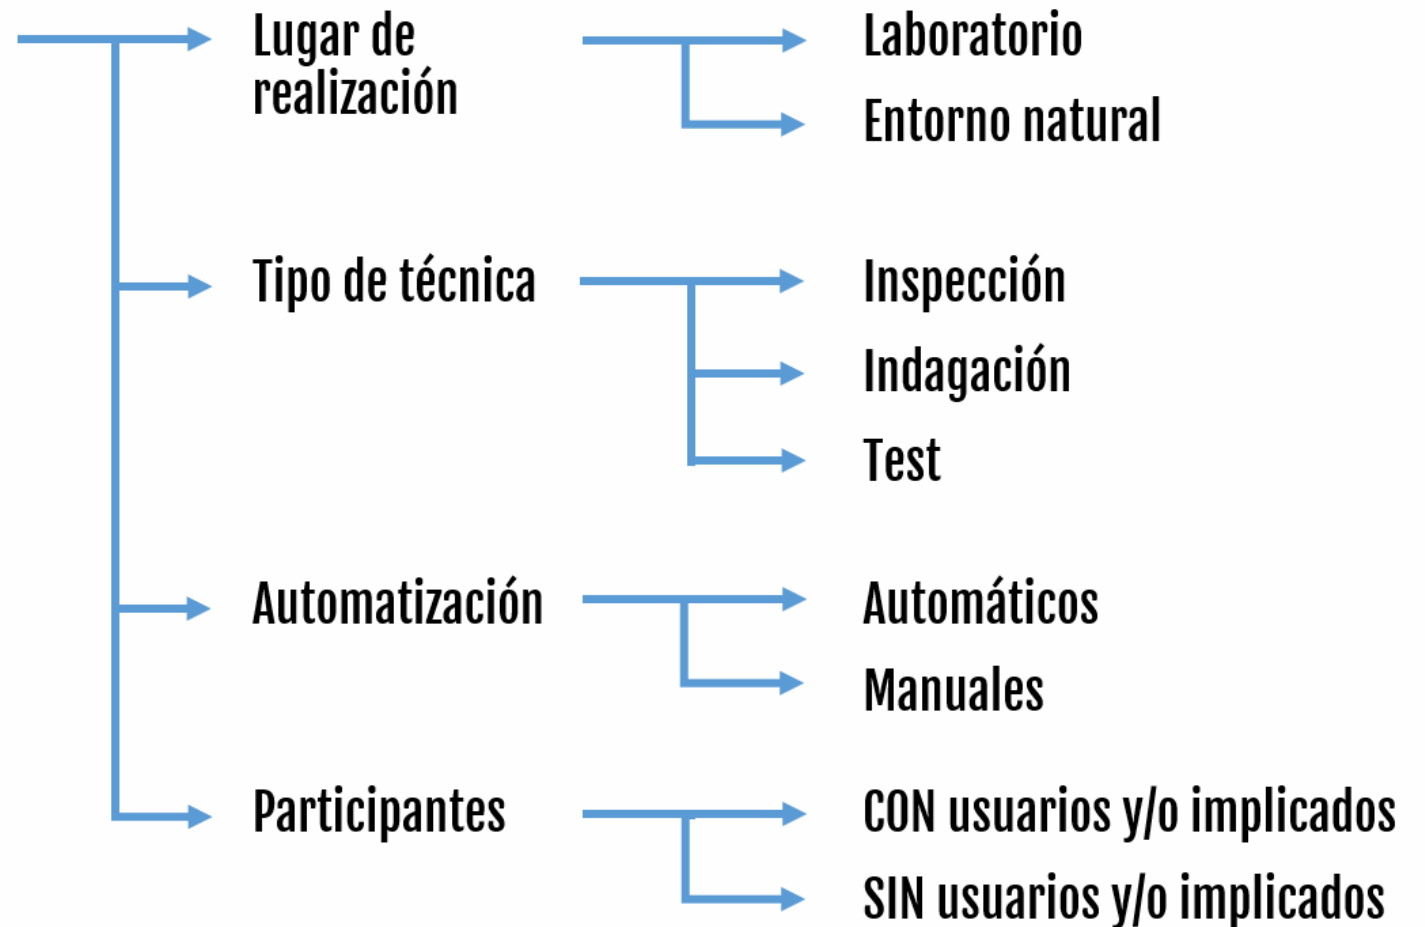 Lugar de
realización
Laboratorio
Entorno natural
Tipo de técnica
Inspección
Indagación
Test
Automatización
Automáticos
Manuales
Participantes
CON usuarios y/o implicados
SIN usuarios y/o implicados